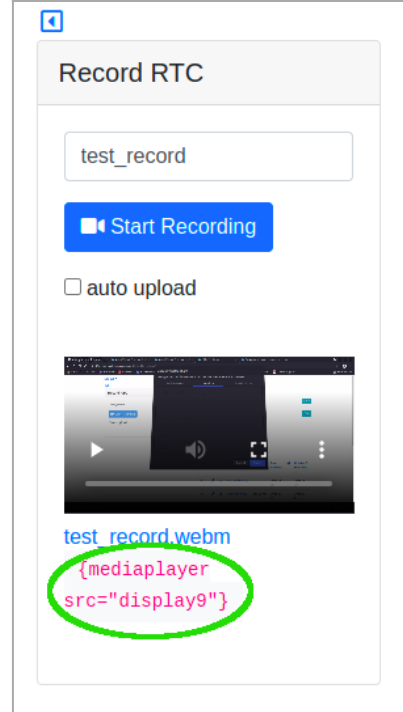 Record RTC
test_record
Start Recording
auto upload
test_record.webm
{mediaplayer
src="display9"}